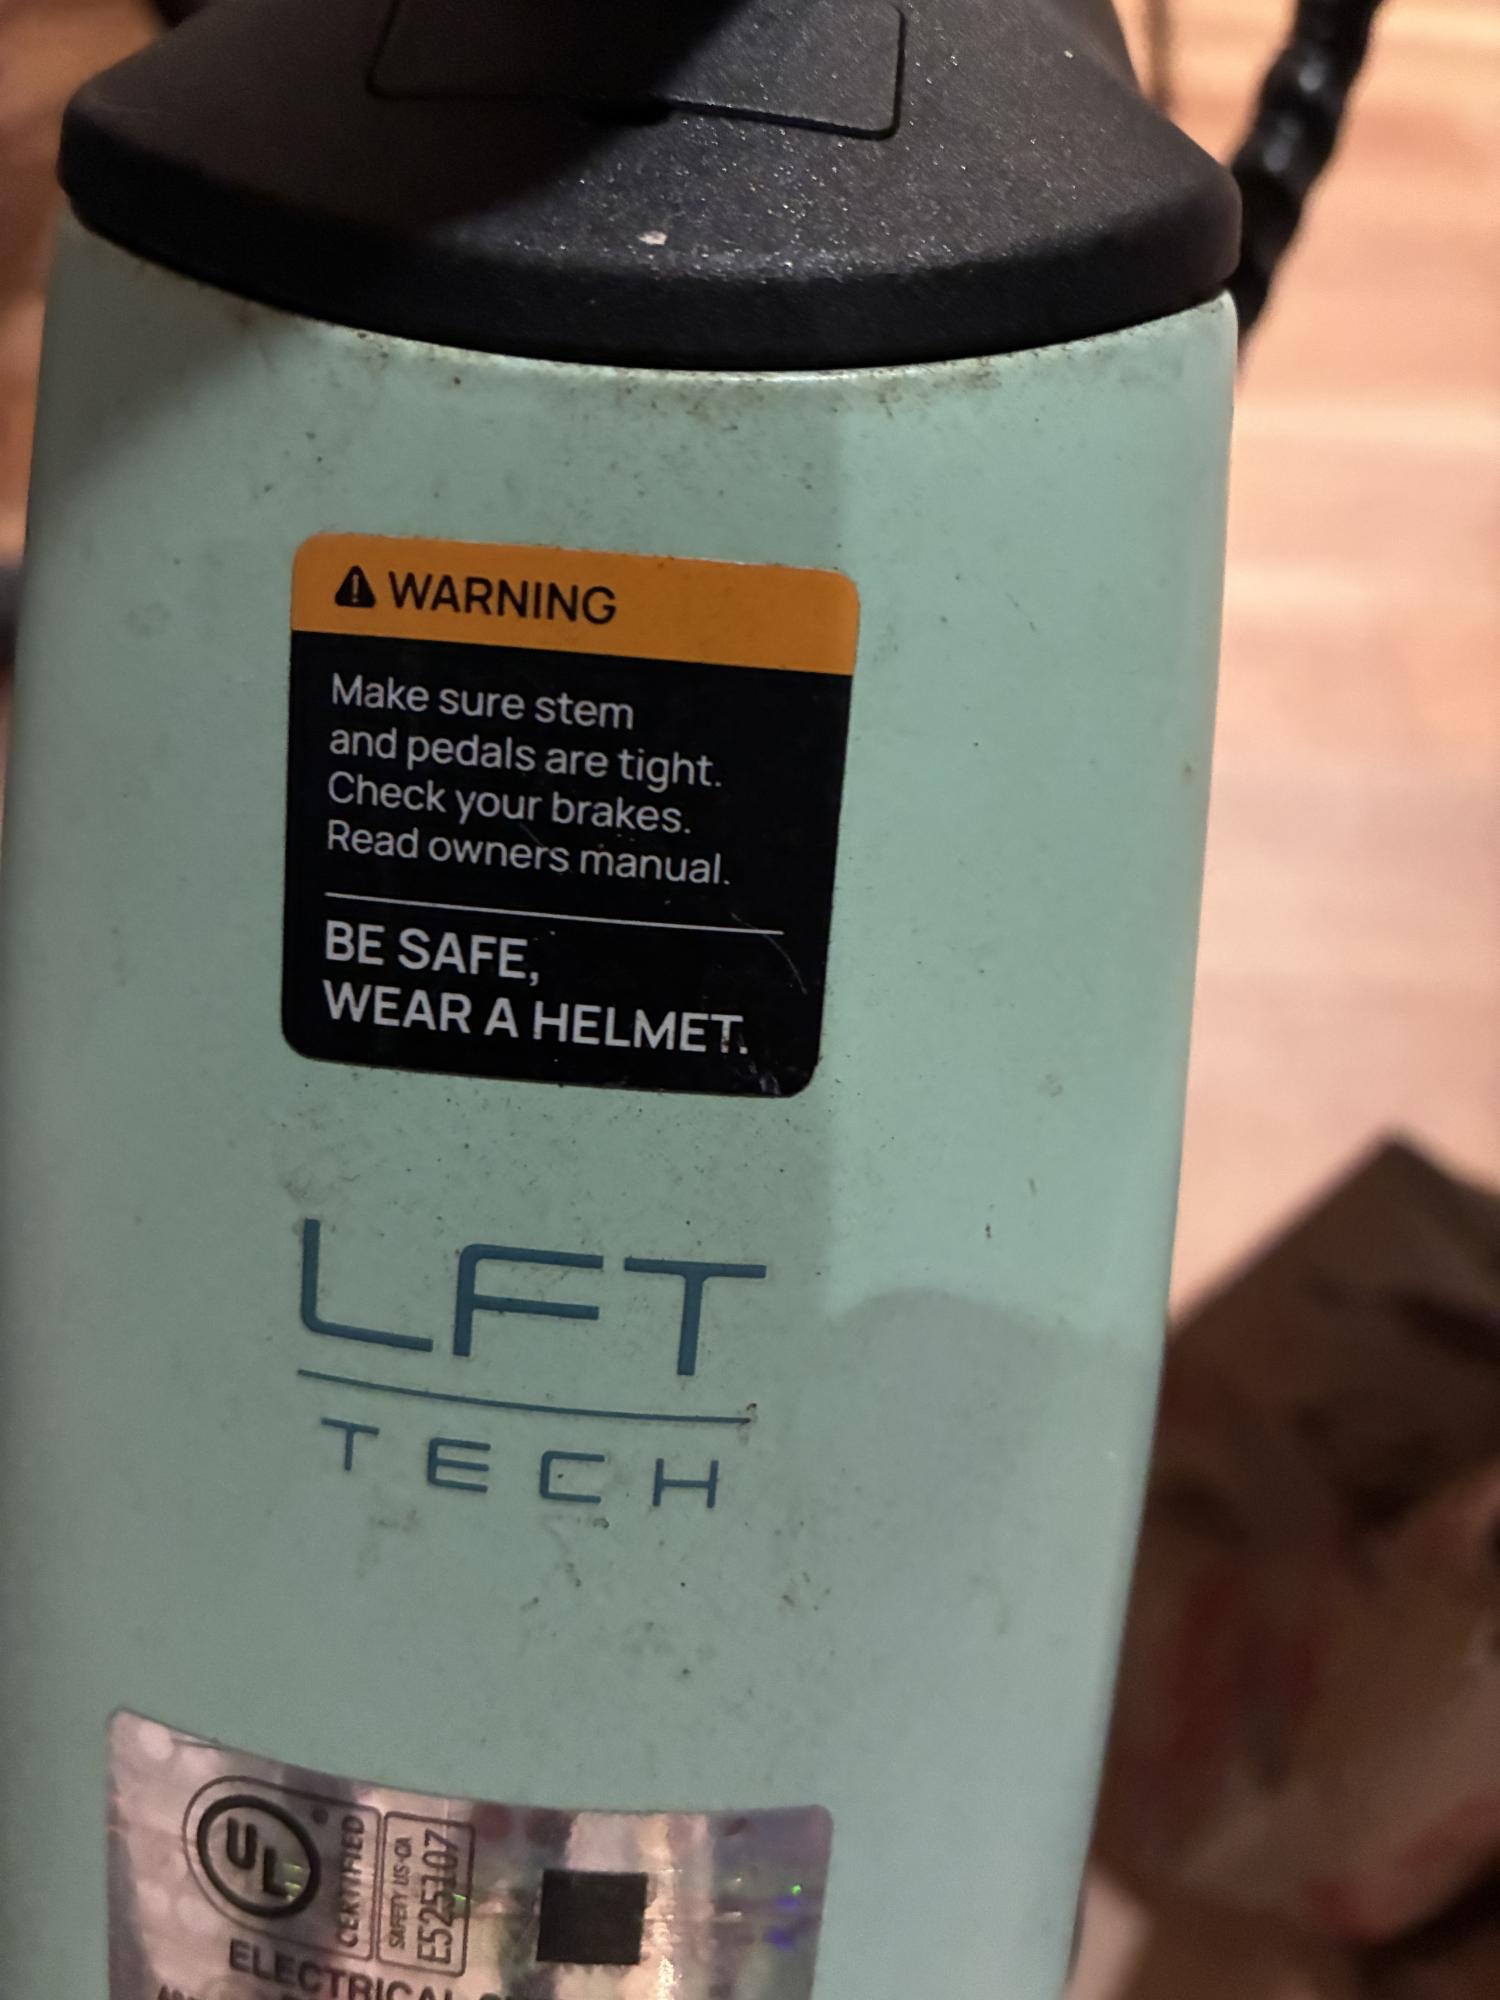 WARNING
Make sure stem
and pedals are tight.
Check your brakes.
Read owners manual.
BE SAFE,
WEAR A HELMET.
LFT
TECH
UL
®
CERTIFIED
SAFETY US-CA
E525107
ELECTRICAL